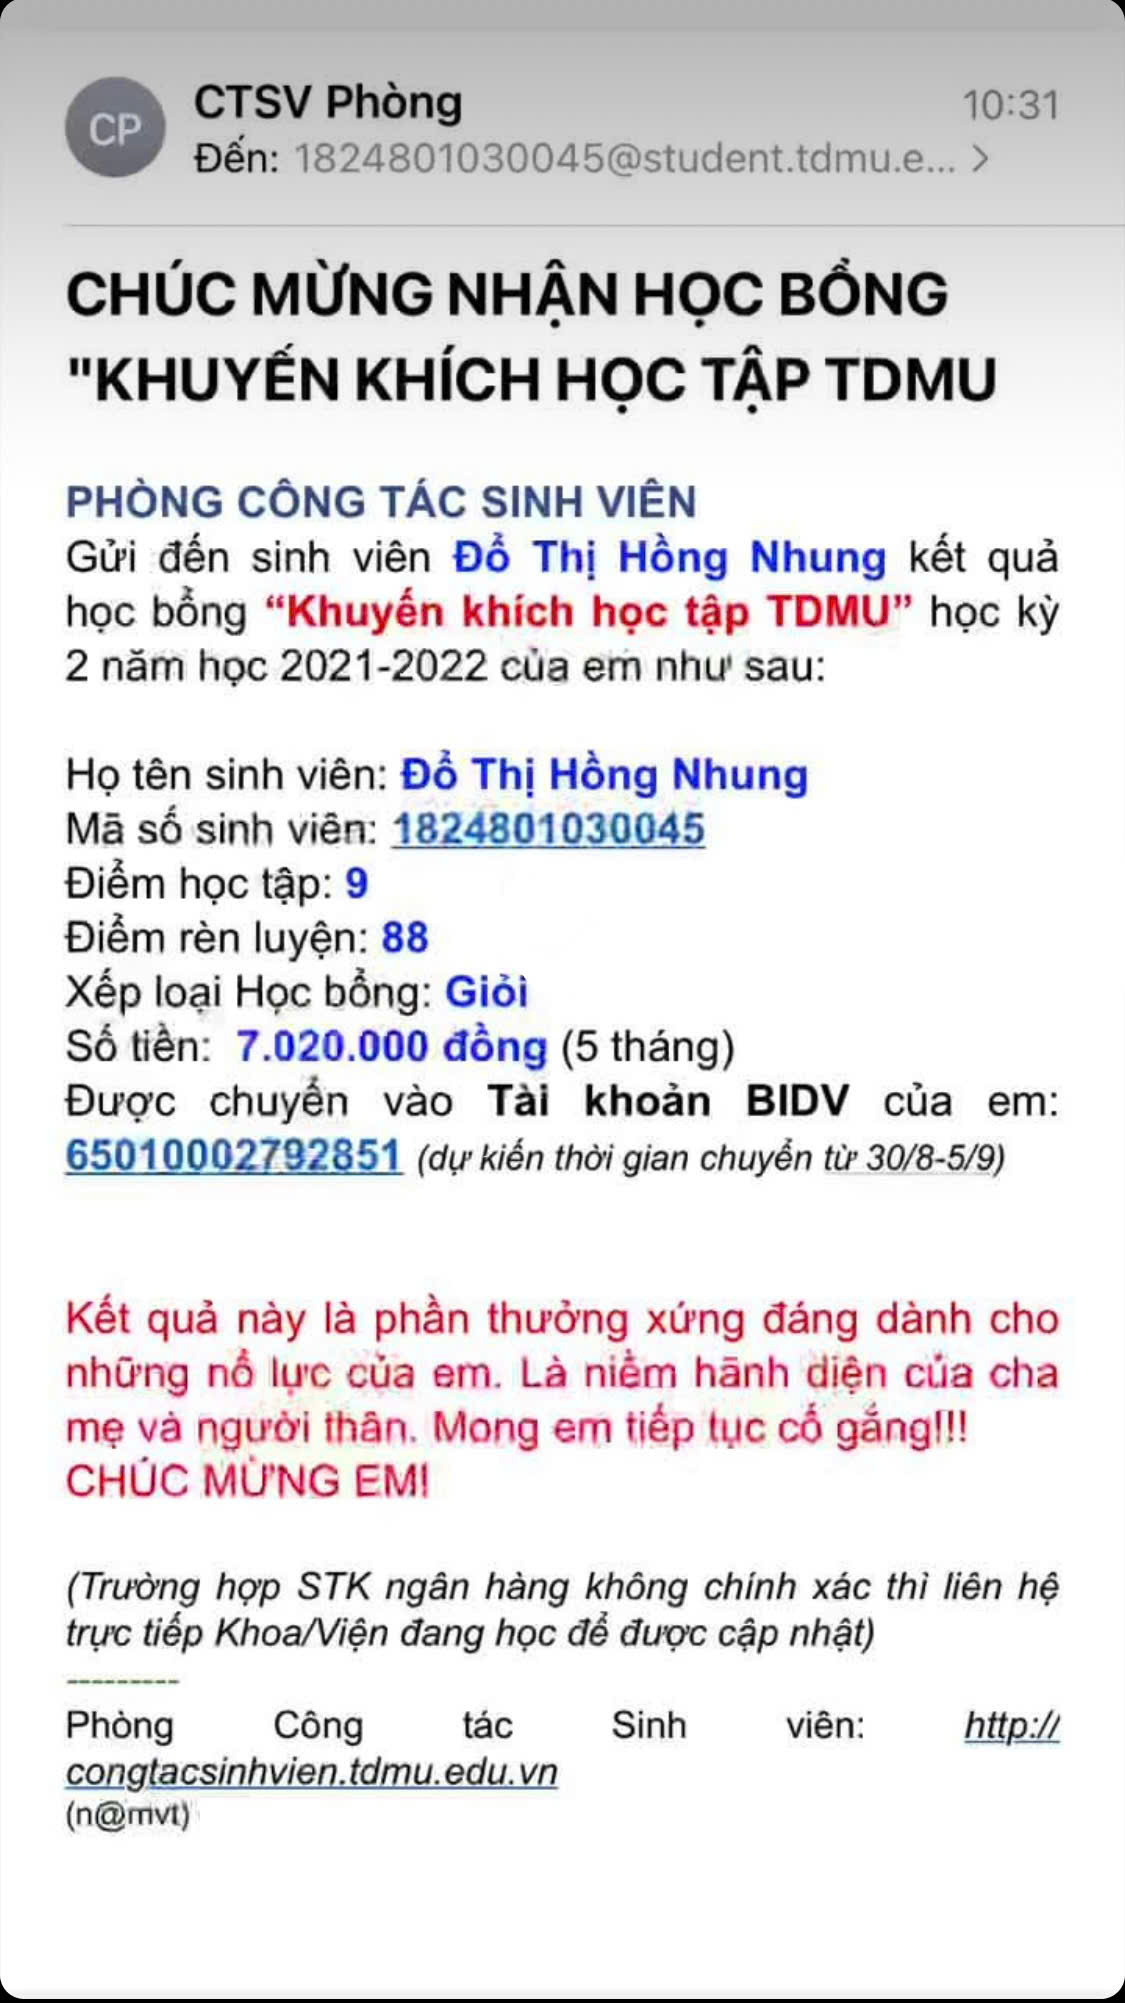 CP
CTSV Phòng
10:31
Đến: 1824801030045@student.tdmu.e... >
CHÚC MỪNG NHẬN HỌC BỔNG
"KHUYẾN KHÍCH HỌC TẬP TDMU
PHÒNG CÔNG TÁC SINH VIÊN
Gửi đến sinh viên Đổ Thị Hồng Nhung kết quả
học bổng “Khuyến khích học tập TDMU” học kỳ
2 năm học 2021-2022 của em như sau:
Họ tên sinh viên: Đổ Thị Hồng Nhung
Mã số sinh viên: 1824801030045
Điểm học tập: 9
Điểm rèn luyện: 88
Xếp loại Học bổng: Giỏi
Số tiền: 7.020.000 đồng (5 tháng)
Được chuyển vào Tài khoản BIDV của em:
65010002792851 (dự kiến thời gian chuyển từ 30/8-5/9)
Kết quả này là phần thưởng xứng đáng dành cho
những nổ lực của em. Là niềm hãnh diện của cha
mẹ và người thân. Mong em tiếp tục cố gắng!!!
CHÚC MỪNG EM!
(Trường hợp STK ngân hàng không chính xác thì liên hệ
trực tiếp Khoa/Viện đang học để được cập nhật)
---------
Phòng Công tác Sinh viên: http://
congtacsinhvien.tdmu.edu.vn
(n@mvt)